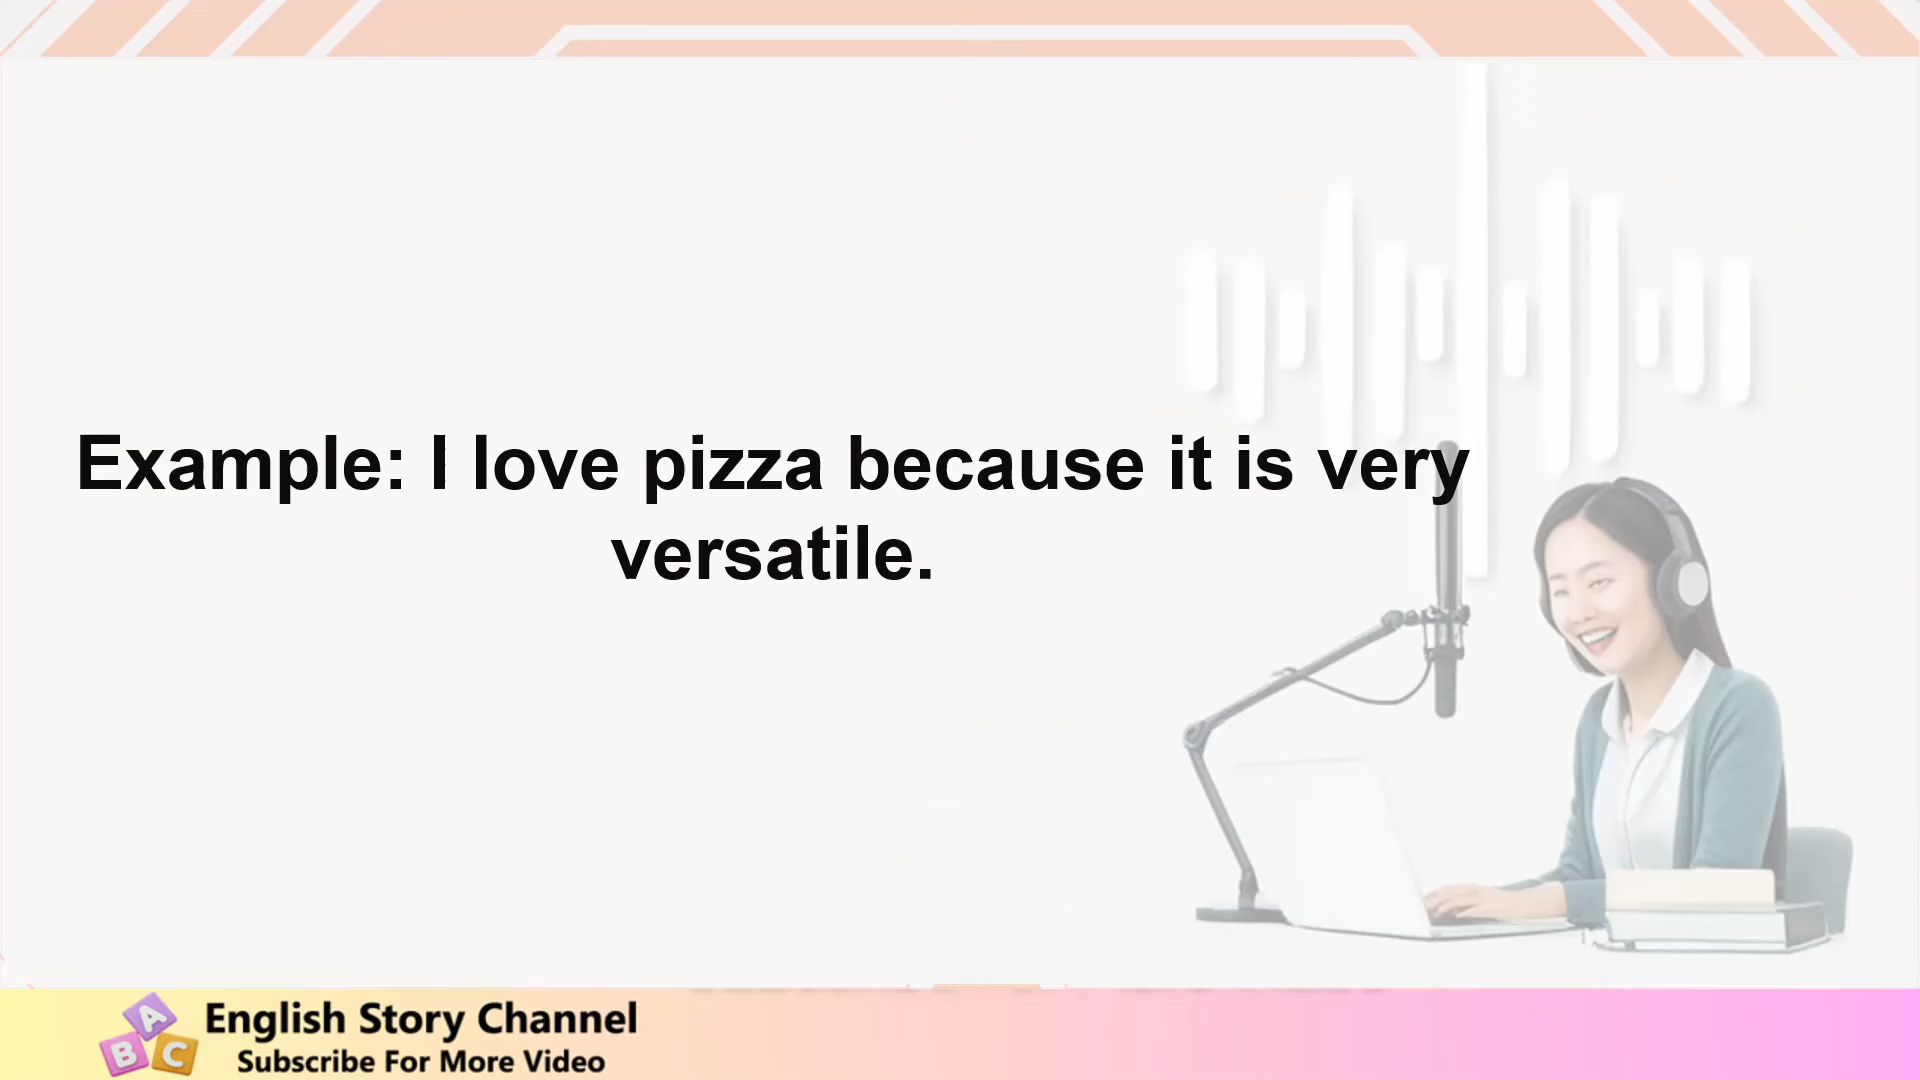 Example: I love pizza because it is very
versatile.
A
B
C
English Story Channel
Subscribe For More Video